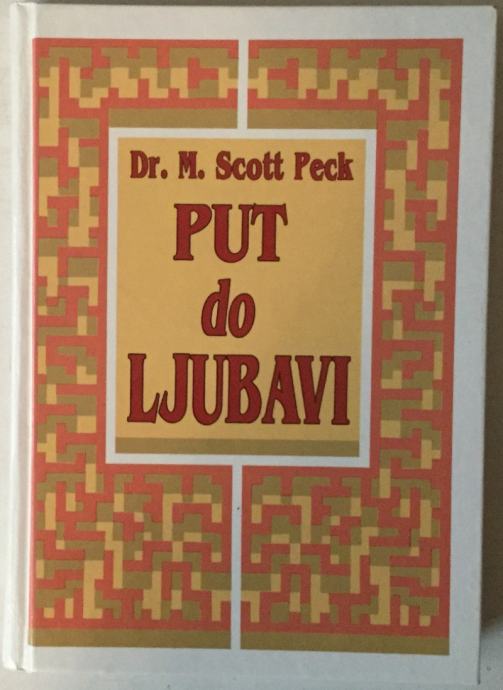 Dr. M. Scott Peck
PUT
do
LJUBAVI